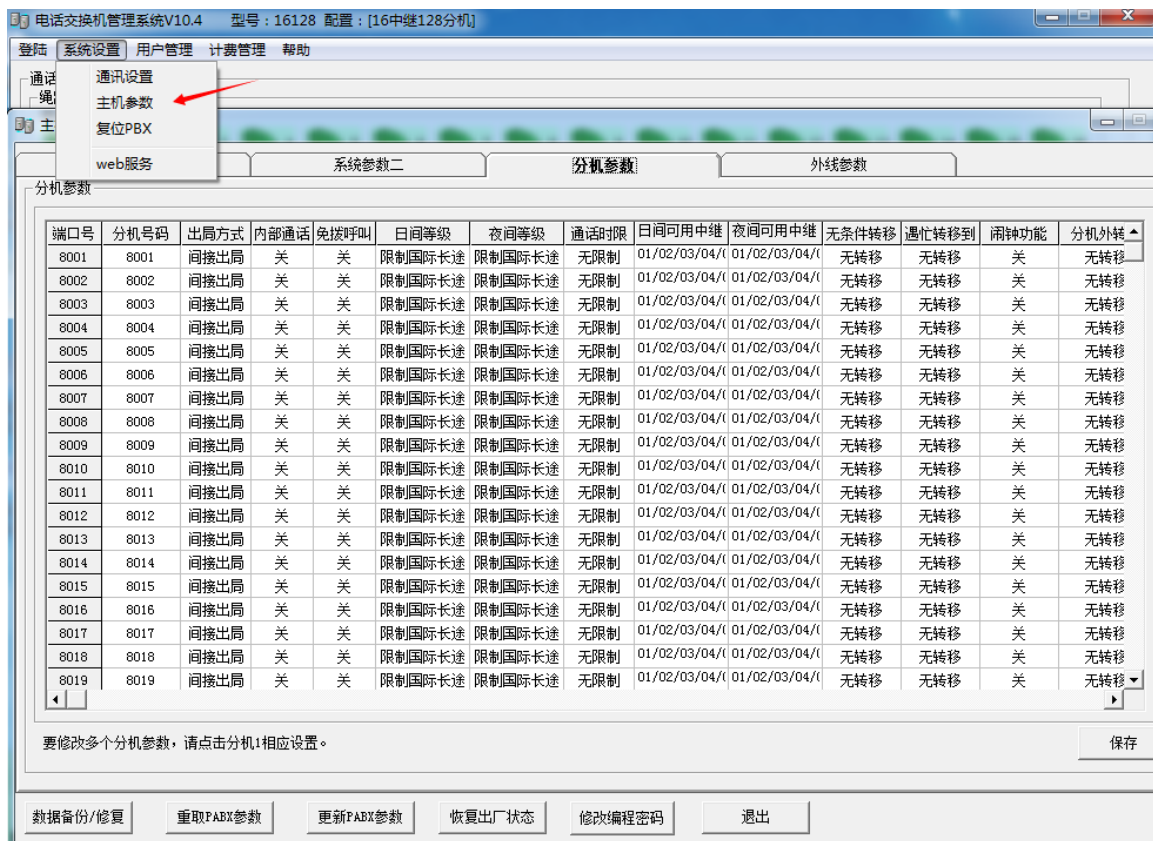 电话交换机管理系统V10.4 型号：16128 配置：[16中继128分机]
登陆 系统设置 用户管理 计费管理 帮助
通话
绳
通讯设置
主机参数
复位PBX
web服务
主
系统参数二 分机参数 外线参数
分机参数
端口号 分机号码 出局方式 内部通话 免拨呼叫 日间等级 夜间等级 通话时限 日间可用中继 夜间可用中继 无条件转移 遇忙转移到 闹钟功能 分机外转
8001 8001 间接出局 关 关 限制国际长途 限制国际长途 无限制 01/02/03/04/( 01/02/03/04/( 无转移 无转移 关 无转移
8002 8002 间接出局 关 关 限制国际长途 限制国际长途 无限制 01/02/03/04/( 01/02/03/04/( 无转移 无转移 关 无转移
8003 8003 间接出局 关 关 限制国际长途 限制国际长途 无限制 01/02/03/04/( 01/02/03/04/( 无转移 无转移 关 无转移
8004 8004 间接出局 关 关 限制国际长途 限制国际长途 无限制 01/02/03/04/( 01/02/03/04/( 无转移 无转移 关 无转移
8005 8005 间接出局 关 关 限制国际长途 限制国际长途 无限制 01/02/03/04/( 01/02/03/04/( 无转移 无转移 关 无转移
8006 8006 间接出局 关 关 限制国际长途 限制国际长途 无限制 01/02/03/04/( 01/02/03/04/( 无转移 无转移 关 无转移
8007 8007 间接出局 关 关 限制国际长途 限制国际长途 无限制 01/02/03/04/( 01/02/03/04/( 无转移 无转移 关 无转移
8008 8008 间接出局 关 关 限制国际长途 限制国际长途 无限制 01/02/03/04/( 01/02/03/04/( 无转移 无转移 关 无转移
8009 8009 间接出局 关 关 限制国际长途 限制国际长途 无限制 01/02/03/04/( 01/02/03/04/( 无转移 无转移 关 无转移
8010 8010 间接出局 关 关 限制国际长途 限制国际长途 无限制 01/02/03/04/( 01/02/03/04/( 无转移 无转移 关 无转移
8011 8011 间接出局 关 关 限制国际长途 限制国际长途 无限制 01/02/03/04/( 01/02/03/04/( 无转移 无转移 关 无转移
8012 8012 间接出局 关 关 限制国际长途 限制国际长途 无限制 01/02/03/04/( 01/02/03/04/( 无转移 无转移 关 无转移
8013 8013 间接出局 关 关 限制国际长途 限制国际长途 无限制 01/02/03/04/( 01/02/03/04/( 无转移 无转移 关 无转移
8014 8014 间接出局 关 关 限制国际长途 限制国际长途 无限制 01/02/03/04/( 01/02/03/04/( 无转移 无转移 关 无转移
8015 8015 间接出局 关 关 限制国际长途 限制国际长途 无限制 01/02/03/04/( 01/02/03/04/( 无转移 无转移 关 无转移
8016 8016 间接出局 关 关 限制国际长途 限制国际长途 无限制 01/02/03/04/( 01/02/03/04/( 无转移 无转移 关 无转移
8017 8017 间接出局 关 关 限制国际长途 限制国际长途 无限制 01/02/03/04/( 01/02/03/04/( 无转移 无转移 关 无转移
8018 8018 间接出局 关 关 限制国际长途 限制国际长途 无限制 01/02/03/04/( 01/02/03/04/( 无转移 无转移 关 无转移
8019 8019 间接出局 关 关 限制国际长途 限制国际长途 无限制 01/02/03/04/( 01/02/03/04/( 无转移 无转移 关 无转移
要修改多个分机参数，请点击分机1相应设置。 保存
数据备份/修复 重取PABX参数 更新PABX参数 恢复出厂状态 修改编程密码 退出